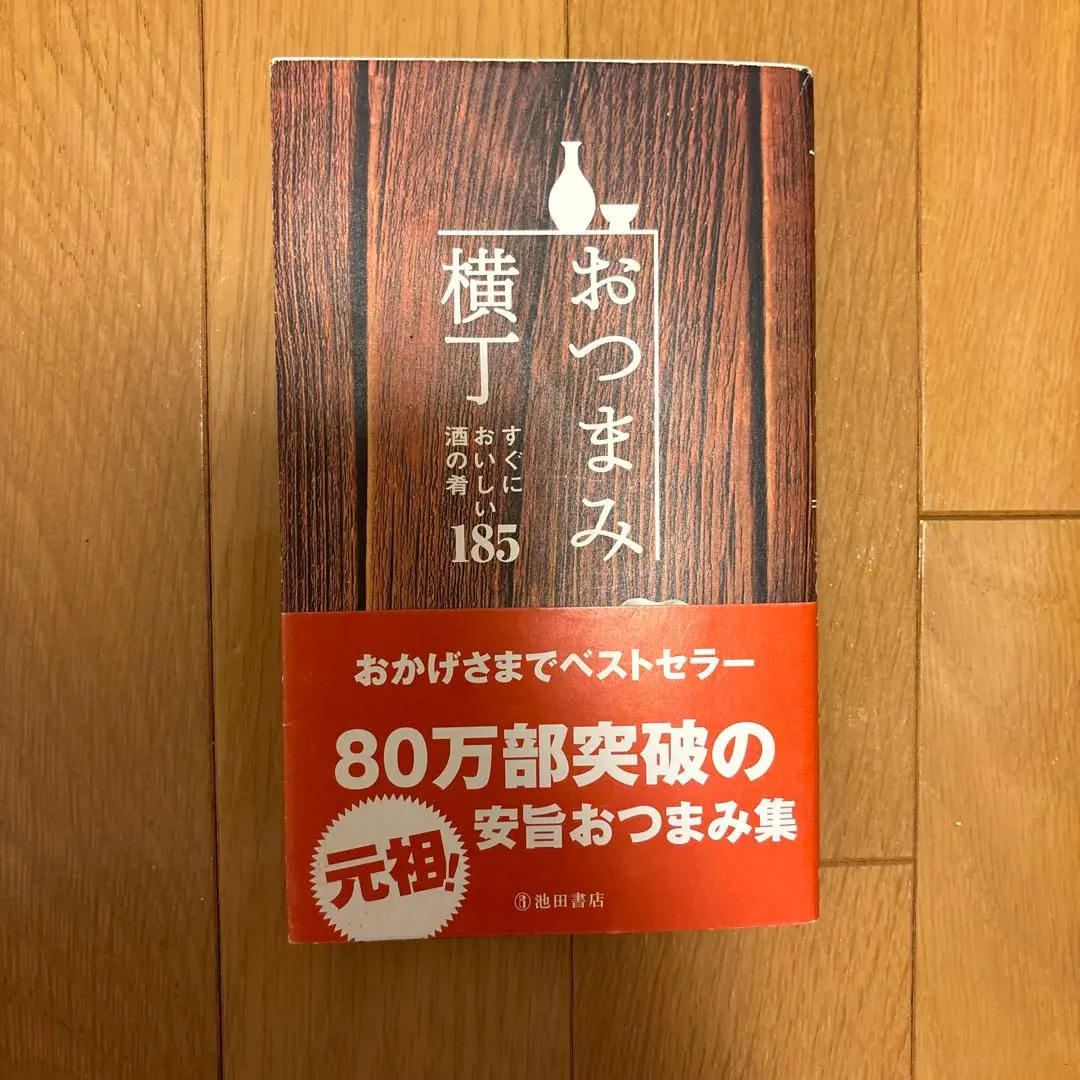 おつまみ
横丁
すぐに
おいしい
酒の肴
185
おかげさまでベストセラー
80万部突破の
元祖!
安旨おつまみ集
池田書店